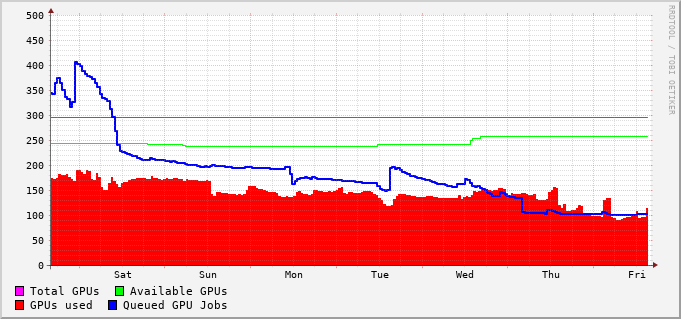 RRDTOOL / TOBI OETIKER
500
450
400
350
300
250
200
150
100
50
0
Sat Sun Mon Tue Wed Thu Fri
Total GPUs Available GPUs
GPUs used Queued GPU Jobs